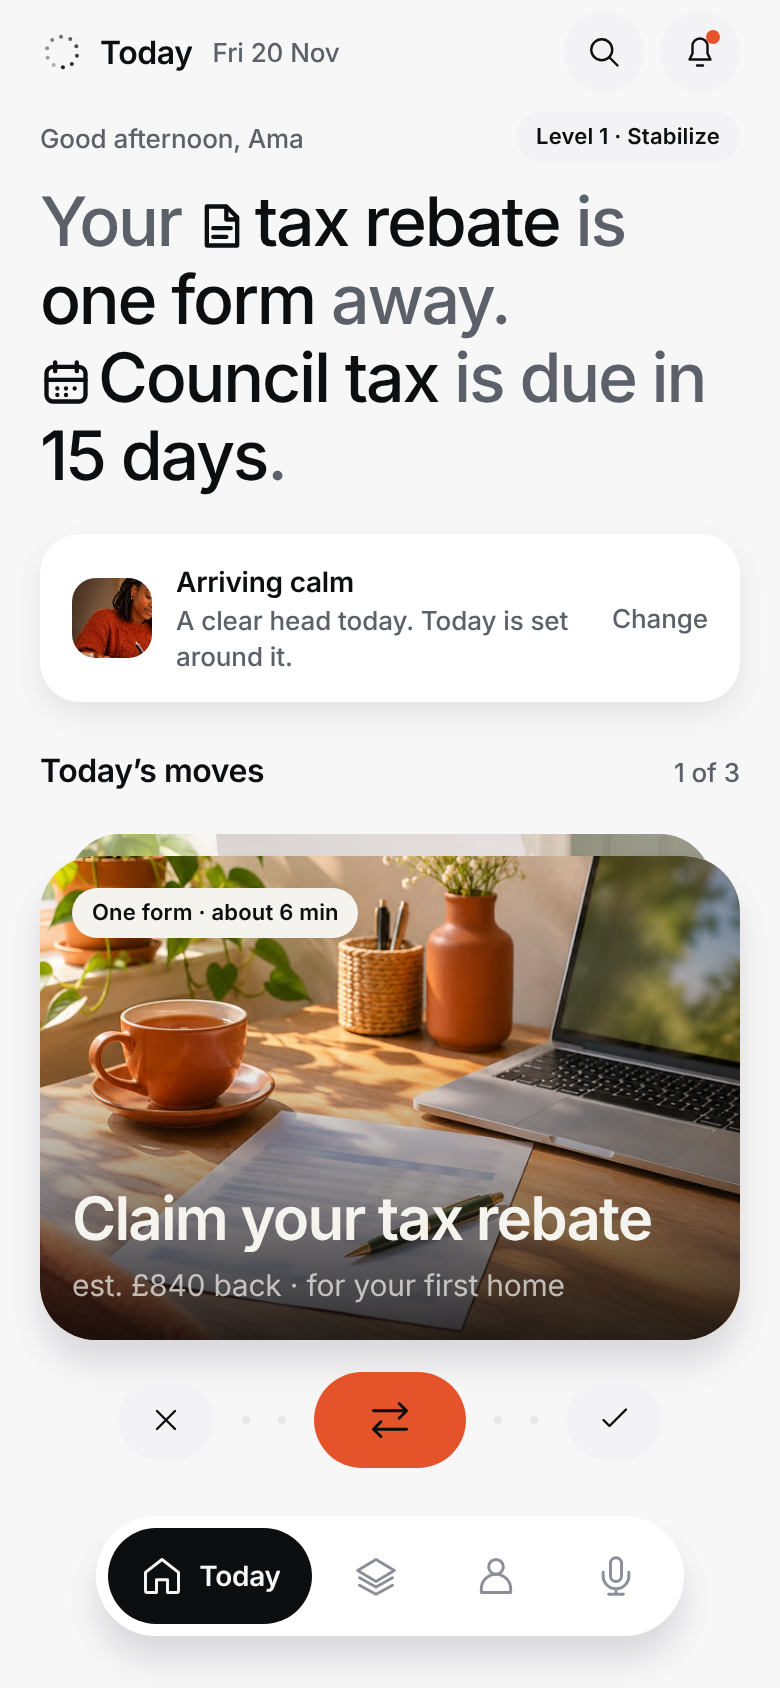 Today Fri 20 Nov
Good afternoon, Ama
Level 1 · Stabilize
Your tax rebate is
one form away.
Council tax is due in
15 days.
Arriving calm
A clear head today. Today is set
around it.
Change
Today’s moves
1 of 3
One form · about 6 min
Claim your tax rebate
est. £840 back · for your first home
Today